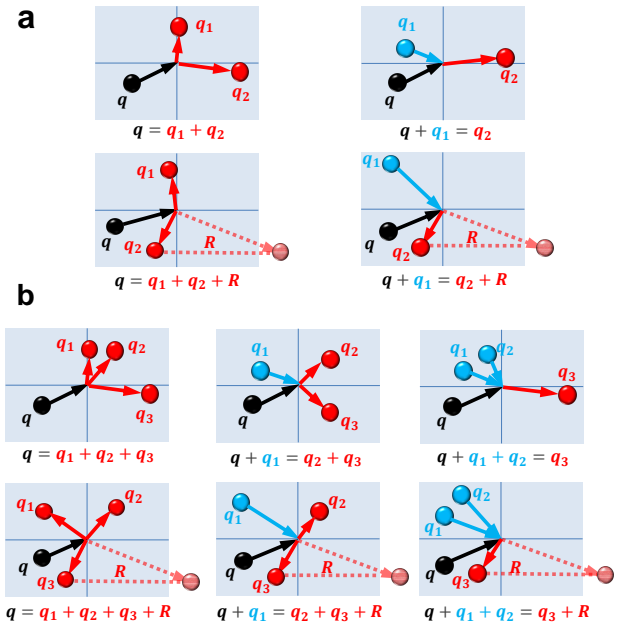 a
q₁
q₂
q
q = q₁ + q₂
q₁
q₂
q
q + q₁ = q₂
q₁
q
q₂
R
q = q₁ + q₂ + R
q₁
q
q₂
R
q + q₁ = q₂ + R
b
q₁ q₂
q
q₃
q = q₁ + q₂ + q₃
q₁
q₂
q
q₃
q + q₁ = q₂ + q₃
q₂
q₁
q₃
q
q + q₁ + q₂ = q₃
q₁ q₂
q
q₃
R
q = q₁ + q₂ + q₃ + R
q₁
q₂
q
q₃
R
q + q₁ = q₂ + q₃ + R
q₂
q₁
q
q₃
R
q + q₁ + q₂ = q₃ + R